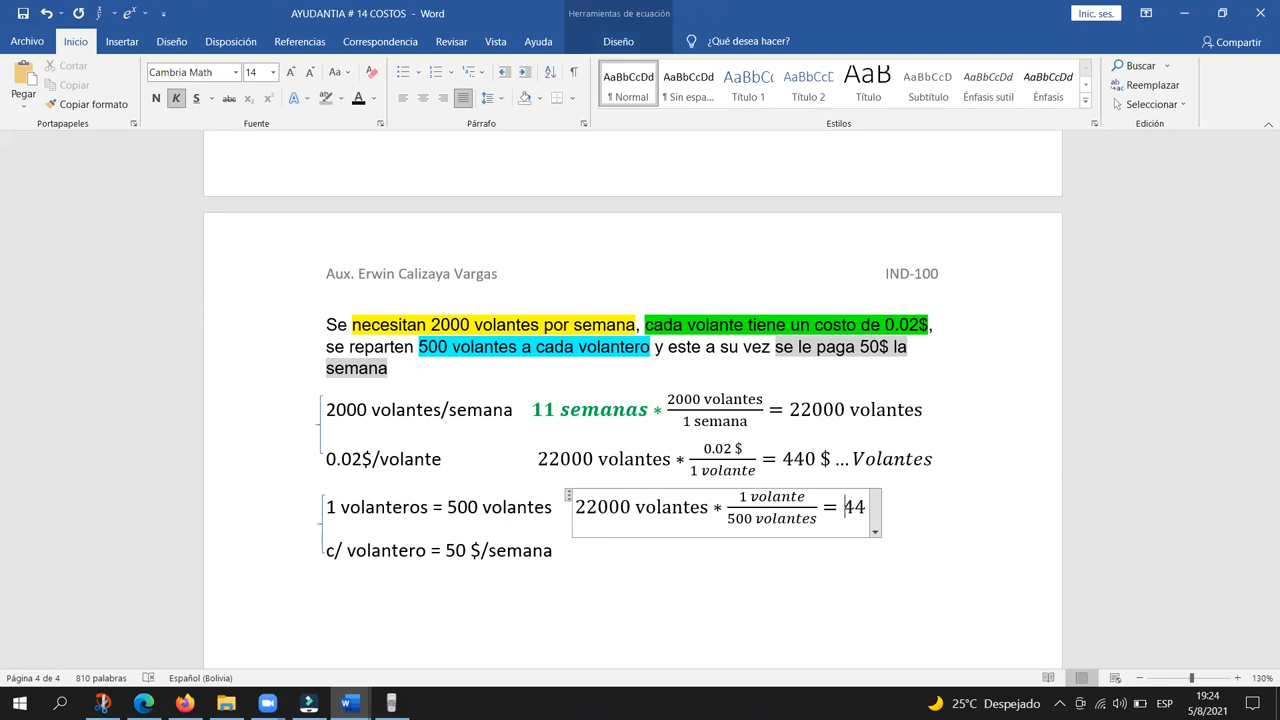 AYUDANTIA # 14 COSTOS - Word
Herramientas de ecuación
Inic. ses.
Archivo Inicio Insertar Diseño Disposición Referencias Correspondencia Revisar Vista Ayuda Diseño ¿Qué desea hacer? Compartir
Pegar
Cortar
Copiar
Copiar formato
Portapapeles
Cambria Math 14
Aa
N K S abc x₂ x²
A A
Fuente
Párrafo
AaBbCcDd AaBbCcDd AaBbCc AaBbCcE AaB AaBbCcD AaBbCcDd AaBbCcDd
¶ Normal ¶ Sin espa... Título 1 Título 2 Título Subtítulo Énfasis sutil Énfasis
Estilos
Buscar
Reemplazar
Seleccionar
Edición
Aux. Erwin Calizaya Vargas IND-100
Se necesitan 2000 volantes por semana, cada volante tiene un costo de 0.02$,
se reparten 500 volantes a cada volantero y este a su vez se le paga 50$ la
semana
2000 volantes/semana 11 semanas * 2000 volantes / 1 semana = 22000 volantes
0.02$/volante 22000 volantes * 0.02 $ / 1 volante = 440 $ ... Volantes
1 volanteros = 500 volantes 22000 volantes * 1 volante / 500 volantes = 44
c/ volantero = 50 $/semana
Página 4 de 4 810 palabras Español (Bolivia) 130%
25°C Despejado ESP 19:24
5/8/2021